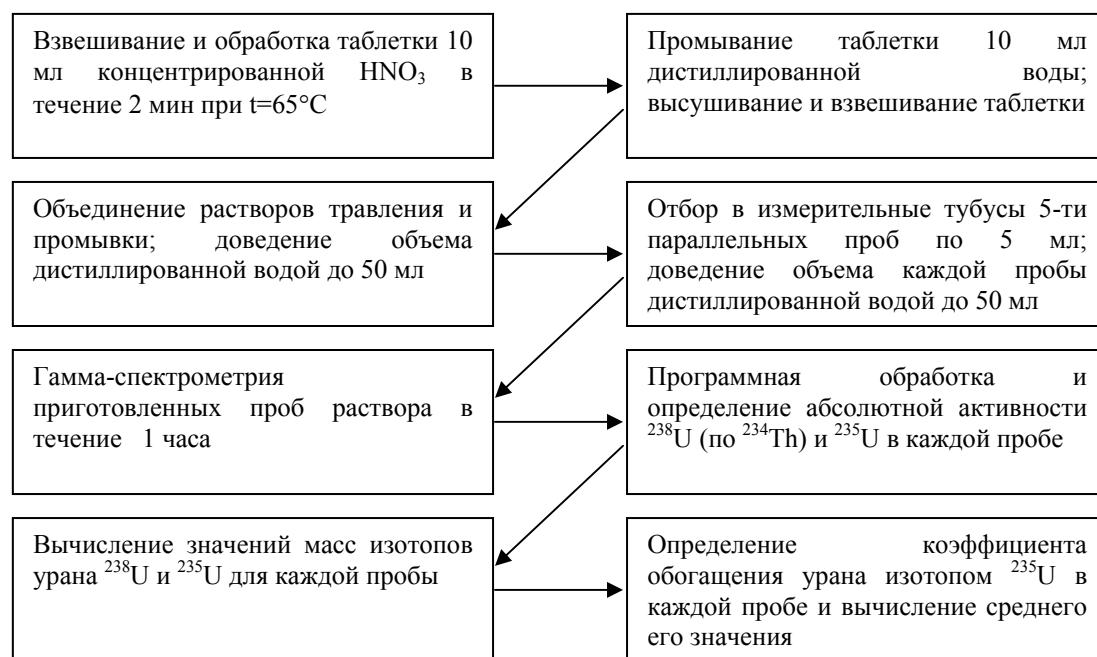 Взвешивание и обработка таблетки 10
мл концентрированной HNO₃ в
течение 2 мин при t=65°С
Промывание таблетки 10 мл
дистиллированной воды;
высушивание и взвешивание таблетки
Объединение растворов травления и
промывки; доведение объема
дистиллированной водой до 50 мл
Отбор в измерительные тубусы 5-ти
параллельных проб по 5 мл;
доведение объема каждой пробы
дистиллированной водой до 50 мл
Гамма-спектрометрия
приготовленных проб раствора в
течение 1 часа
Программная обработка и
определение абсолютной активности
²³⁸U (по ²³⁴Th) и ²³⁵U в каждой пробе
Вычисление значений масс изотопов
урана ²³⁸U и ²³⁵U для каждой пробы
Определение коэффициента
обогащения урана изотопом ²³⁵U в
каждой пробе и вычисление среднего
его значения